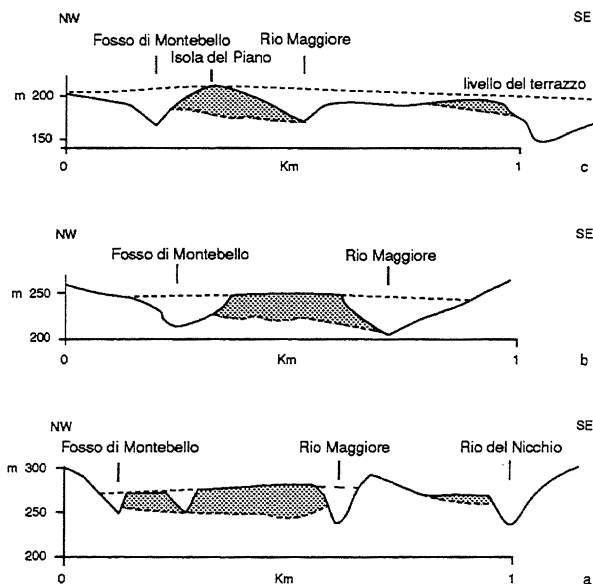 NW SE
Fosso di Montebello Rio Maggiore
Isola del Piano
livello del terrazzo
m 200
150
0 Km 1 c
NW SE
Fosso di Montebello Rio Maggiore
m 250
200
0 Km 1 b
NW SE
Fosso di Montebello Rio Maggiore Rio del Nicchio
m 300
250
200
0 Km 1 a